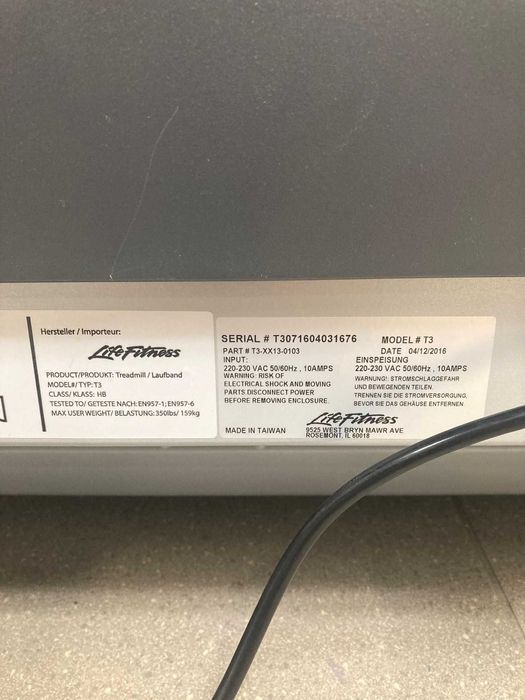 Hersteller / Importeur:
Life Fitness
PRODUCT/PRODUKT: Treadmill / Laufband
MODEL#/ TYP: T3
CLASS/ KLASS: HB
TESTED TO/ GETESTE NACH: EN957-1; EN957-6
MAX USER WEIGHT/ BELASTUNG: 350lbs/ 159kg
SERIAL # T3071604031676
PART # T3-XX13-0103
INPUT:
220-230 VAC 50/60Hz , 10AMPS
WARNING: RISK OF
ELECTRICAL SHOCK AND MOVING
PARTS DISCONNECT POWER
BEFORE REMOVING ENCLOSURE.
MODEL # T3
DATE 04/12/2016
EINSPEISUNG
220-230 VAC 50/60Hz , 10AMPS
WARNUNG: STROMSCHLAGGEFAHR
UND BEWEGENDEN TEILEN.
TRENNEN SIE DIE STROMVERSORGUNG,
BEVOR SIE DAS GEHÄUSE ENTFERNEN
MADE IN TAIWAN
Life Fitness
9525 WEST BRYN MAWR AVE
ROSEMONT, IL 60018